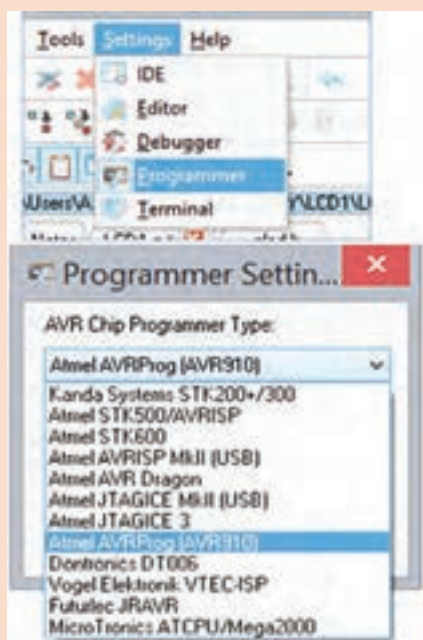 Tools Settings Help
IDE
Editor
Debugger
Programmer
Terminal
LCD1
Programmer Settin...
AVR Chip Programmer Type:
Atmel AVRProg (AVR910)
Kanda Systems STK200+/300
Atmel STK500/AVRISP
Atmel STK600
Atmel AVRISP MkII (USB)
Atmel AVR Dragon
Atmel JTAGICE MkII (USB)
Atmel JTAGICE 3
Atmel AVRProg (AVR910)
Dontronics DT006
Vogel Elektronik VTEC-ISP
Futurlec JRAVR
MicroTronics ATCPU/Mega2000